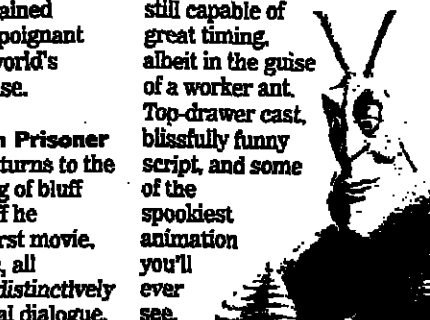 ained
poignant
world's
se.
n Prisoner
turns to the
g of bluff
ff he
rst movie,
, all
distinctively
al dialogue.
still capable of
great timing,
albeit in the guise
of a worker ant.
Top-drawer cast,
blissfully funny
script, and some
of the
spookiest
animation
you'll
ever
see.